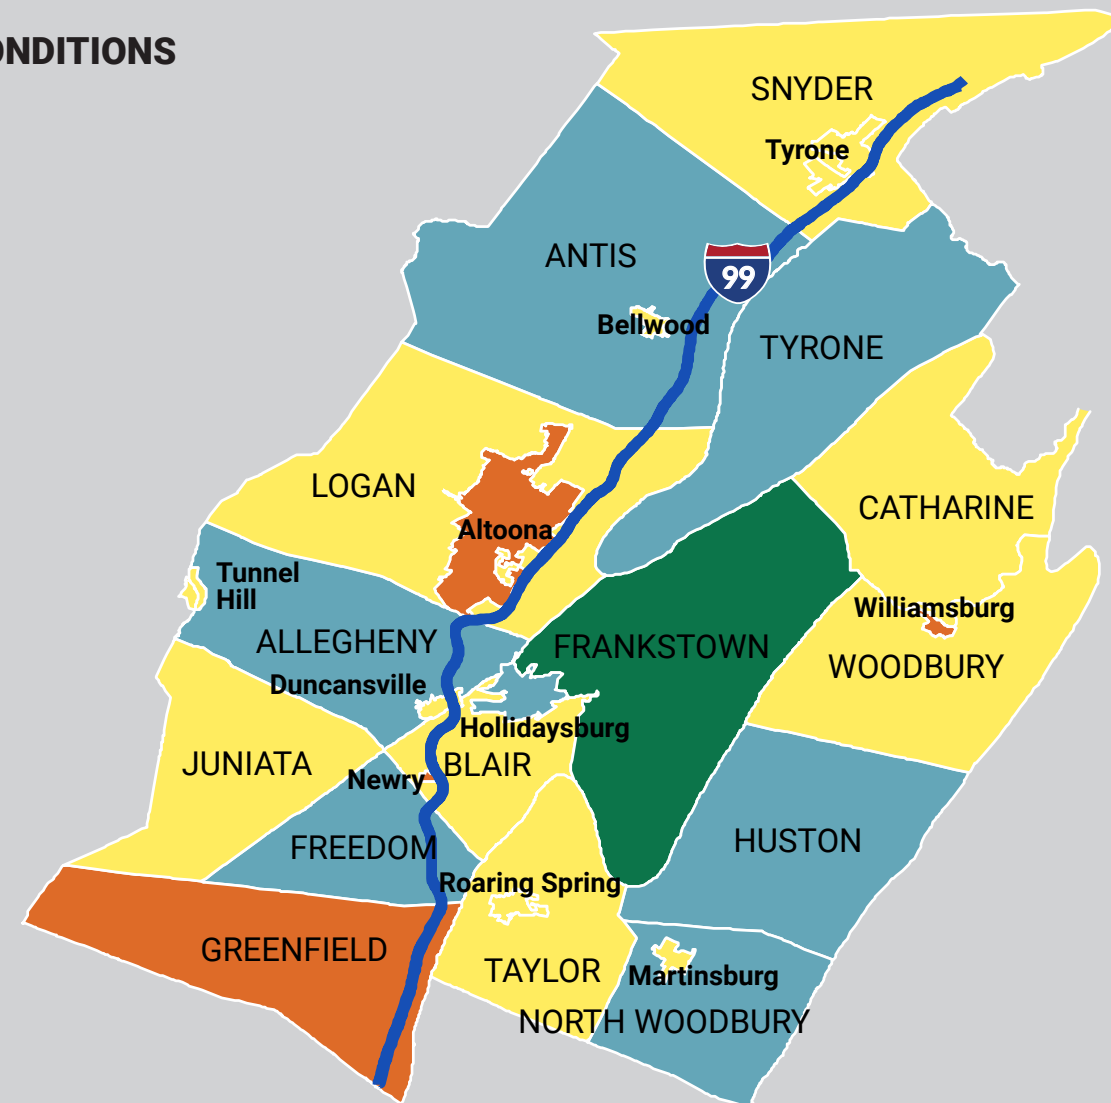 ONDITIONS
SNYDER
Tyrone
ANTIS
99
Bellwood
TYRONE
LOGAN
CATHARINE
Altoona
Tunnel
Hill
Williamsburg
ALLEGHENY
FRANKSTOWN
WOODBURY
Duncansville
Hollidaysburg
JUNIATA
BLAIR
Newry
HUSTON
FREEDOM
Roaring Spring
GREENFIELD
TAYLOR
Martinsburg
NORTH WOODBURY